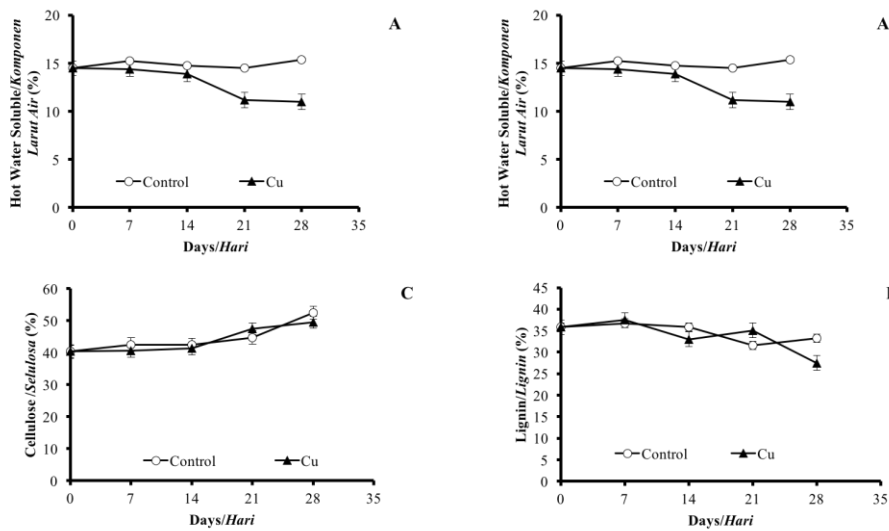 A
Hot Water Soluble/Komponen
Larut Air (%)
20
15
10
5
0
Control
Cu
0 7 14 21 28 35
Days/Hari
A
Hot Water Soluble/Komponen
Larut Air (%)
20
15
10
5
0
Control
Cu
0 7 14 21 28 35
Days/Hari
C
Cellulose /Selulosa (%)
60
50
40
30
20
10
0
Control
Cu
0 7 14 21 28 35
Days/Hari
Lignin/Lignin (%)
45
40
35
30
25
20
15
10
5
0
Control
Cu
0 7 14 21 28 35
Days/Hari